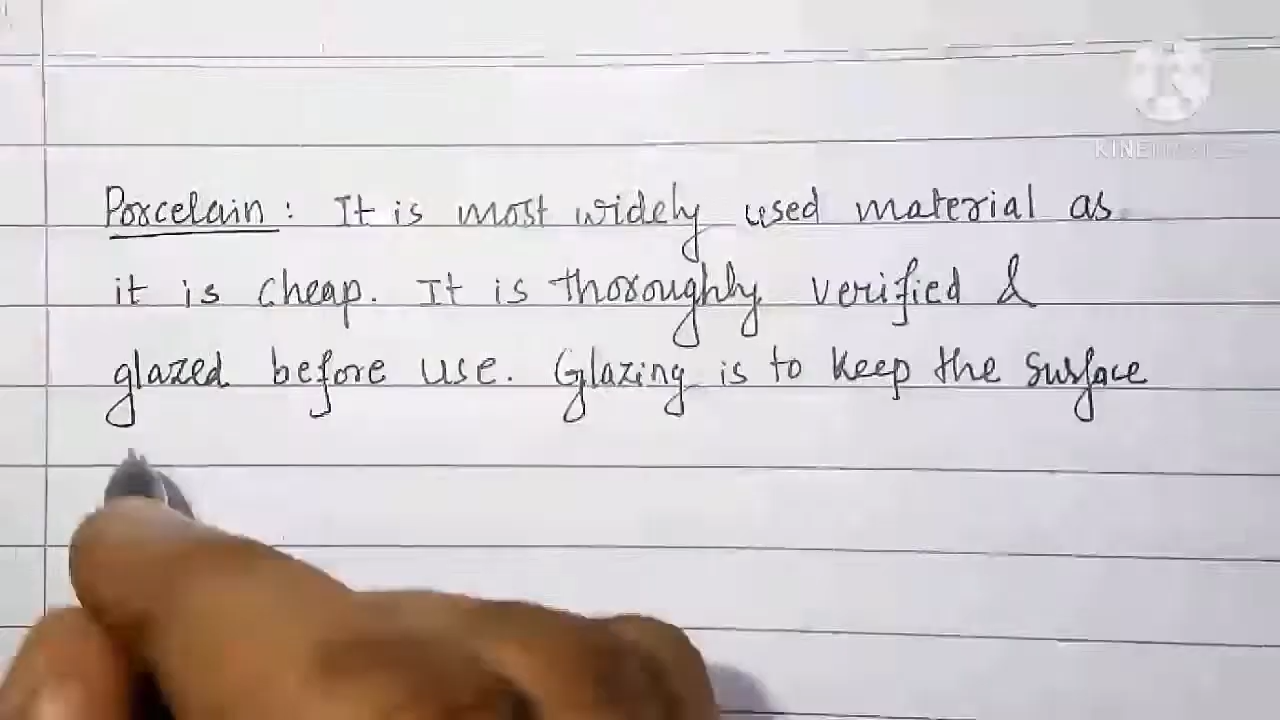 Porcelain : It is most widely used material as
it is cheap. It is thoroughly verified &
glazed before use. Glazing is to keep the surface
KINEMASTER